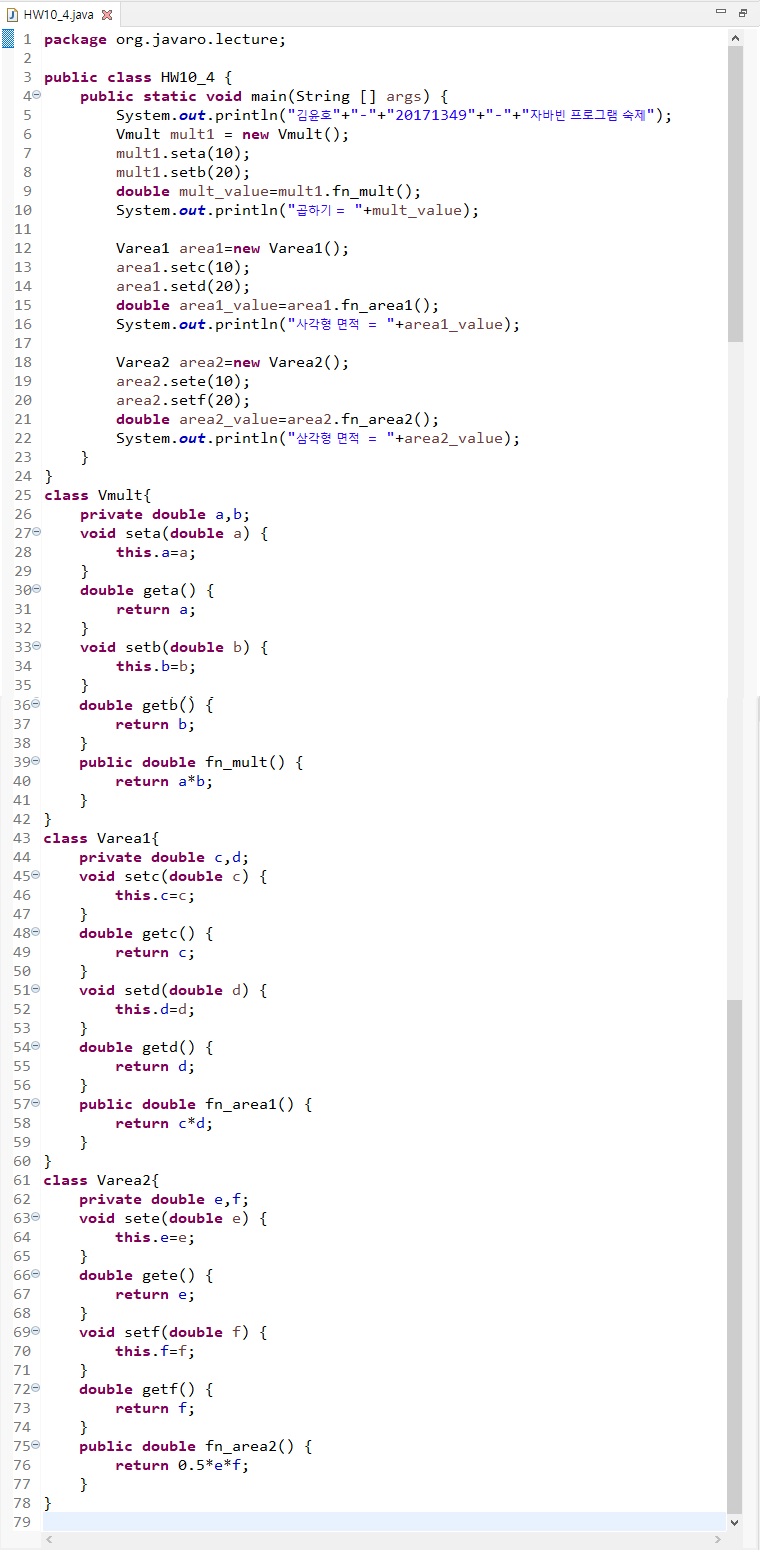 HW10_4.java
1 package org.javaro.lecture;
2
3 public class HW10_4 {
4     public static void main(String [] args) {
5         System.out.println("김윤호"+"-"+"20171349"+"-"+"자바빈 프로그램 숙제");
6         Vmult mult1 = new Vmult();
7         mult1.seta(10);
8         mult1.setb(20);
9         double mult_value=mult1.fn_mult();
10         System.out.println("곱하기 = "+mult_value);
11
12         Varea1 area1=new Varea1();
13         area1.setc(10);
14         area1.setd(20);
15         double area1_value=area1.fn_area1();
16         System.out.println("사각형 면적 = "+area1_value);
17
18         Varea2 area2=new Varea2();
19         area2.sete(10);
20         area2.setf(20);
21         double area2_value=area2.fn_area2();
22         System.out.println("삼각형 면적 = "+area2_value);
23     }
24 }
25 class Vmult{
26     private double a,b;
27     void seta(double a) {
28         this.a=a;
29     }
30     double geta() {
31         return a;
32     }
33     void setb(double b) {
34         this.b=b;
35     }
36     double getb() {
37         return b;
38     }
39     public double fn_mult() {
40         return a*b;
41     }
42 }
43 class Varea1{
44     private double c,d;
45     void setc(double c) {
46         this.c=c;
47     }
48     double getc() {
49         return c;
50     }
51     void setd(double d) {
52         this.d=d;
53     }
54     double getd() {
55         return d;
56     }
57     public double fn_area1() {
58         return c*d;
59     }
60 }
61 class Varea2{
62     private double e,f;
63     void sete(double e) {
64         this.e=e;
65     }
66     double gete() {
67         return e;
68     }
69     void setf(double f) {
70         this.f=f;
71     }
72     double getf() {
73         return f;
74     }
75     public double fn_area2() {
76         return 0.5*e*f;
77     }
78 }
79